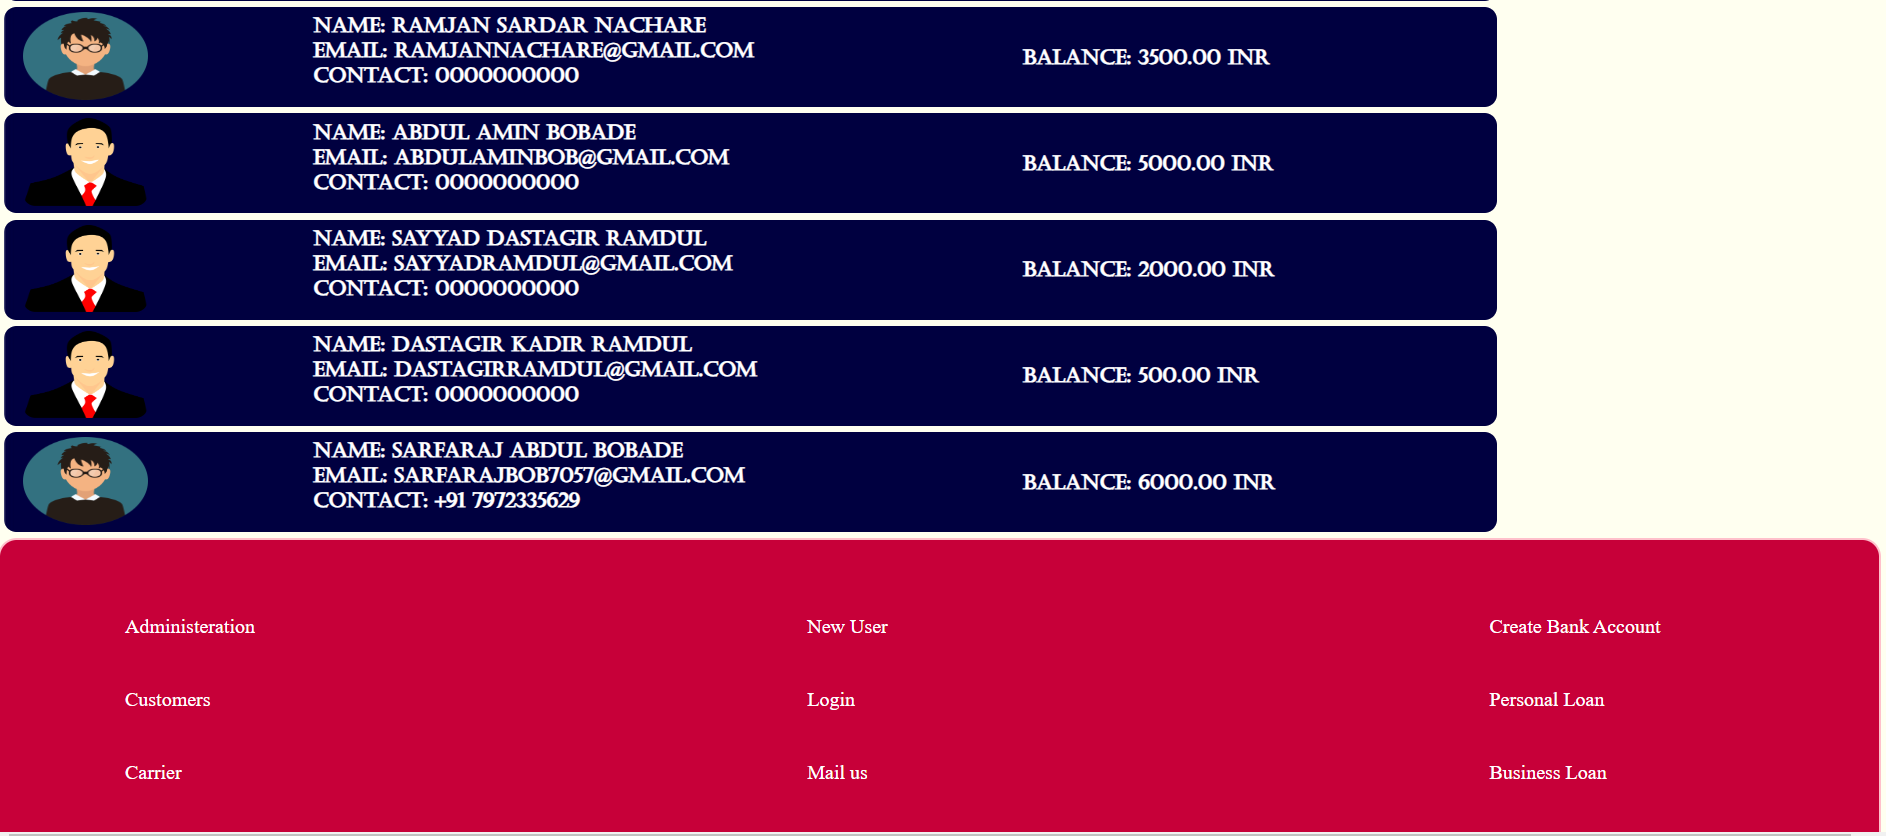 NAME: RAMJAN SARDAR NACHARE
EMAIL: RAMJANNACHARE@GMAIL.COM
CONTACT: 0000000000
BALANCE: 3500.00 INR
NAME: ABDUL AMIN BOBADE
EMAIL: ABDULAMINBOB@GMAIL.COM
CONTACT: 0000000000
BALANCE: 5000.00 INR
NAME: SAYYAD DASTAGIR RAMDUL
EMAIL: SAYYADRAMDUL@GMAIL.COM
CONTACT: 0000000000
BALANCE: 2000.00 INR
NAME: DASTAGIR KADIR RAMDUL
EMAIL: DASTAGIRRAMDUL@GMAIL.COM
CONTACT: 0000000000
BALANCE: 500.00 INR
NAME: SARFARAJ ABDUL BOBADE
EMAIL: SARFARAJBOB7057@GMAIL.COM
CONTACT: +91 7972335629
BALANCE: 6000.00 INR
Administeration
New User
Create Bank Account
Customers
Login
Personal Loan
Carrier
Mail us
Business Loan